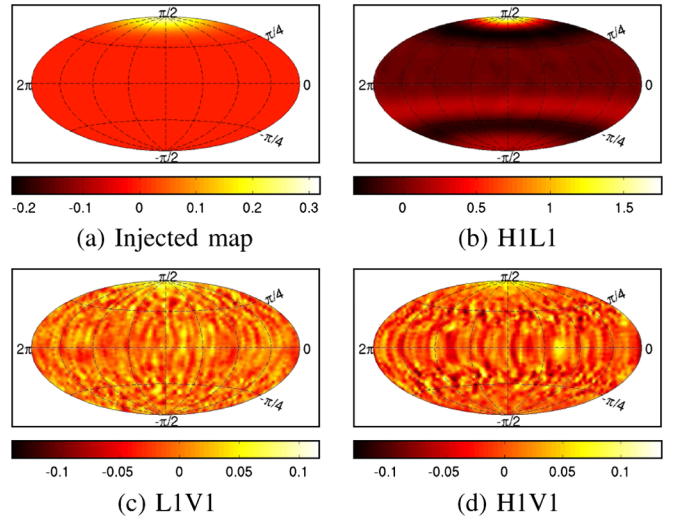 π/2 π/2
π/4 π/4
2π 0 2π 0
-π/4 -π/4
-π/2 -π/2
-0.2 -0.1 0 0.1 0.2 0.3 0 0.5 1 1.5
(a) Injected map (b) H1L1
π/2 π/2
π/4 π/4
2π 0 2π 0
-π/4 -π/4
-π/2 -π/2
-0.1 -0.05 0 0.05 0.1 -0.1 -0.05 0 0.05 0.1
(c) L1V1 (d) H1V1